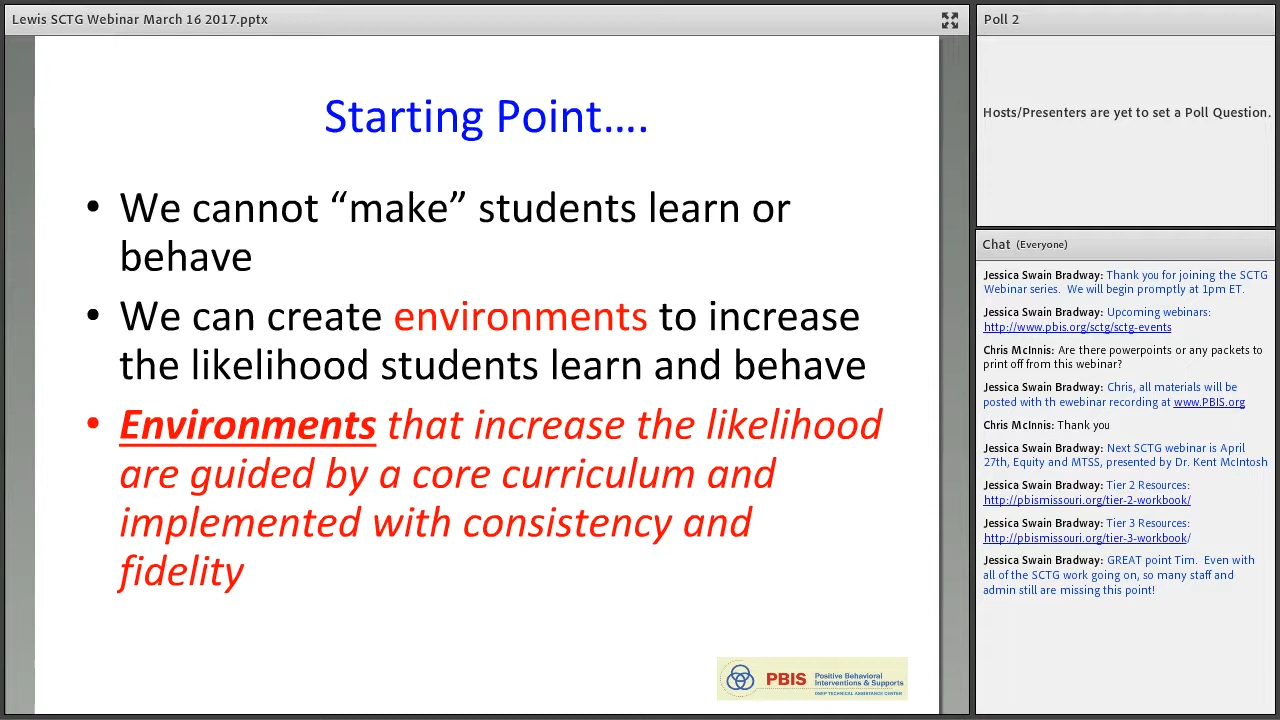 Lewis SCTG Webinar March 16 2017.pptx
Starting Point....
• We cannot “make” students learn or
behave
• We can create environments to increase
the likelihood students learn and behave
• Environments that increase the likelihood
are guided by a core curriculum and
implemented with consistency and
fidelity
PBIS
Positive Behavioral
Interventions & Supports
OSEP TECHNICAL ASSISTANCE CENTER
Poll 2
Hosts/Presenters are yet to set a Poll Question.
Chat (Everyone)
Jessica Swain Bradway: Thank you for joining the SCTG
Webinar series. We will begin promptly at 1pm ET.
Jessica Swain Bradway: Upcoming webinars:
http://www.pbis.org/sctg/sctg-events
Chris McInnis: Are there powerpoints or any packets to
print off from this webinar?
Jessica Swain Bradway: Chris, all materials will be
posted with th ewebinar recording at www.PBIS.org
Chris McInnis: Thank you
Jessica Swain Bradway: Next SCTG webinar is April
27th, Equity and MTSS, presented by Dr. Kent McIntosh
Jessica Swain Bradway: Tier 2 Resources:
http://pbismissouri.org/tier-2-workbook/
Jessica Swain Bradway: Tier 3 Resources:
http://pbismissouri.org/tier-3-workbook/
Jessica Swain Bradway: GREAT point Tim. Even with
all of the SCTG work going on, so many staff and
admin still are missing this point!